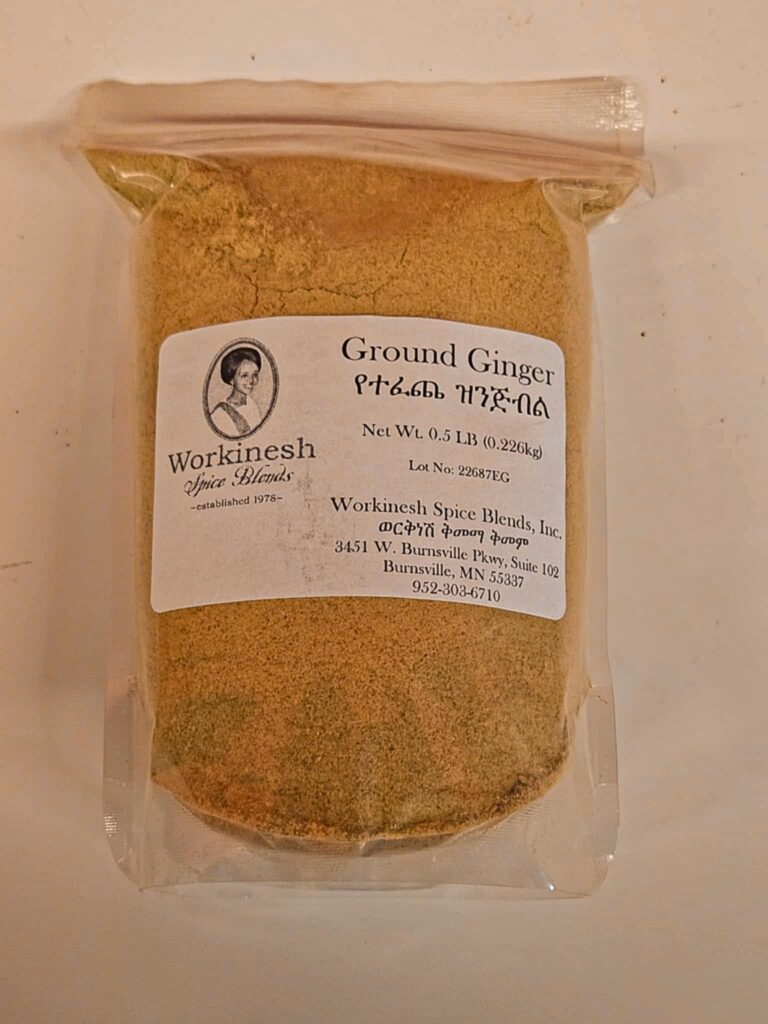 Workinesh
Spice Blends
-established 1978-
Ground Ginger
የተፈጨ ዝንጅብል
Net Wt. 0.5 LB (0.226kg)
Lot No: 22687EG
Workinesh Spice Blends, Inc.
ወርቅነሽ ቅመማ ቅመም
3451 W. Burnsville Pkwy, Suite 102
Burnsville, MN 55337
952-303-6710